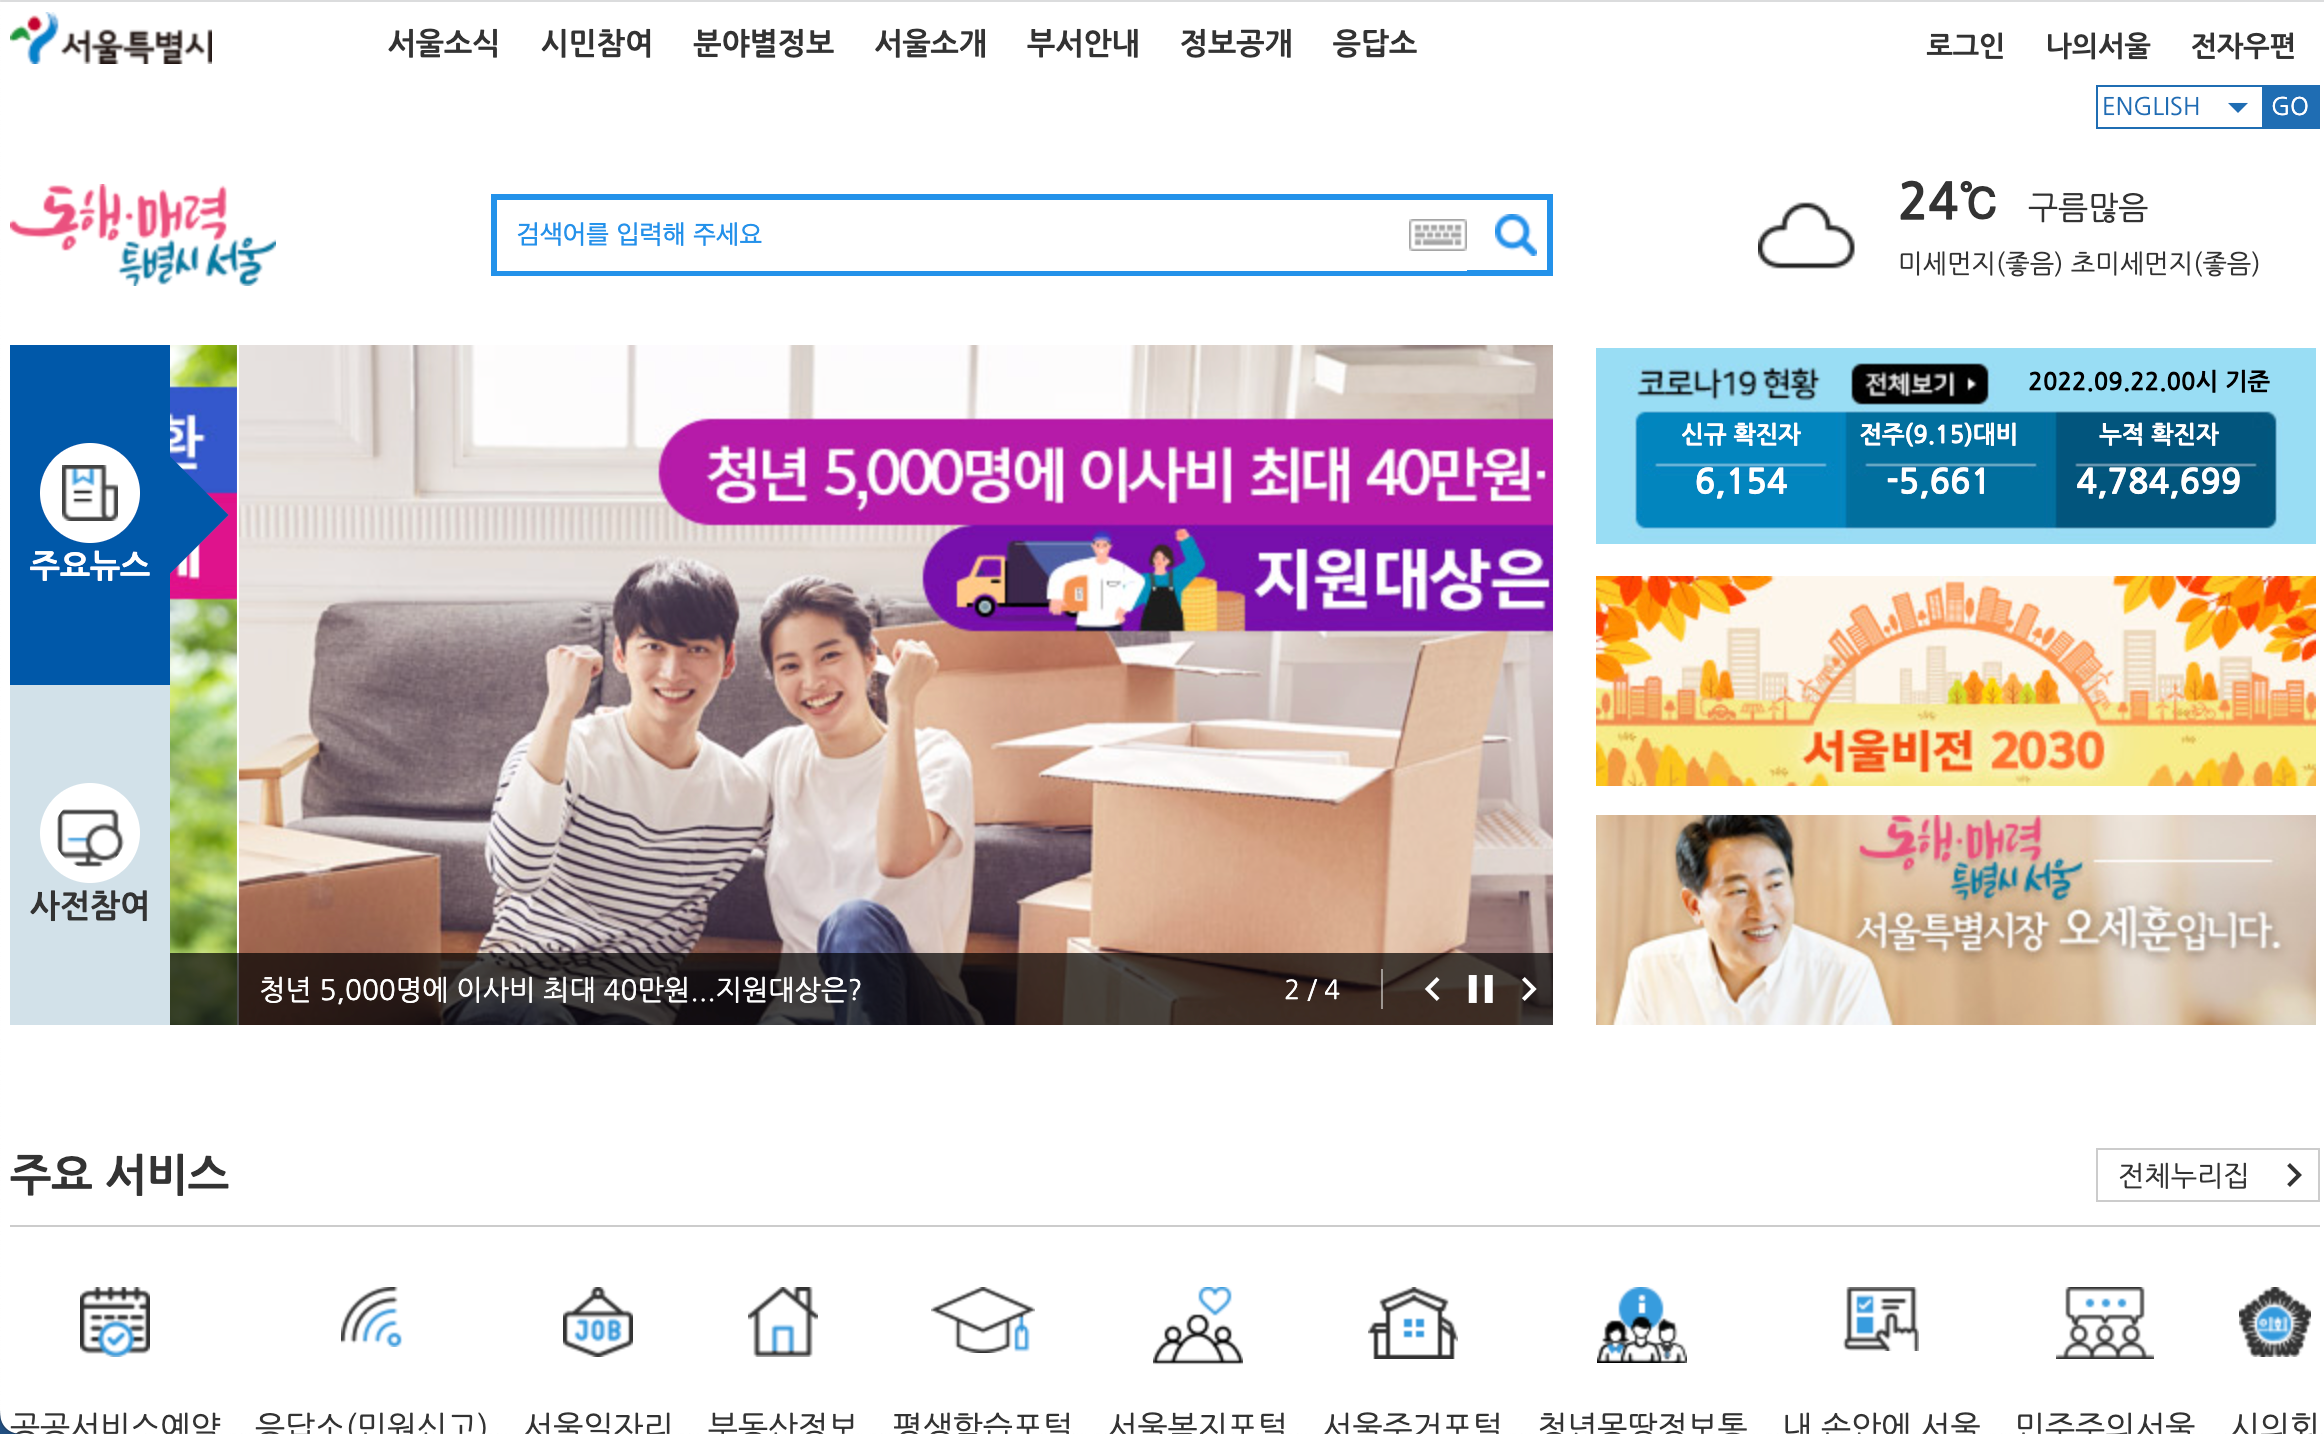 서울특별시
서울소식 시민참여 분야별정보 서울소개 부서안내 정보공개 응답소
로그인 나의서울 전자우편
ENGLISH GO
동행·매력
특별시 서울
검색어를 입력해 주세요
24℃ 구름많음
미세먼지(좋음) 초미세먼지(좋음)
주요뉴스
사전참여
환
청년 5,000명에 이사비 최대 40만원·
지원대상은
청년 5,000명에 이사비 최대 40만원...지원대상은?
2 / 4
코로나19 현황 전체보기 2022.09.22.00시 기준
신규 확진자 전주(9.15)대비 누적 확진자
6,154 -5,661 4,784,699
서울비전 2030
동행·매력
특별시 서울
서울특별시장 오세훈입니다.
주요 서비스
전체누리집
JOB
의회
공공서비스예약 응답소(민원신고) 서울일자리 부동산정보 평생학습포털 서울복지포털 서울주거포털 청년몽땅정보통 내 손안에 서울 민주주의서울 시의회